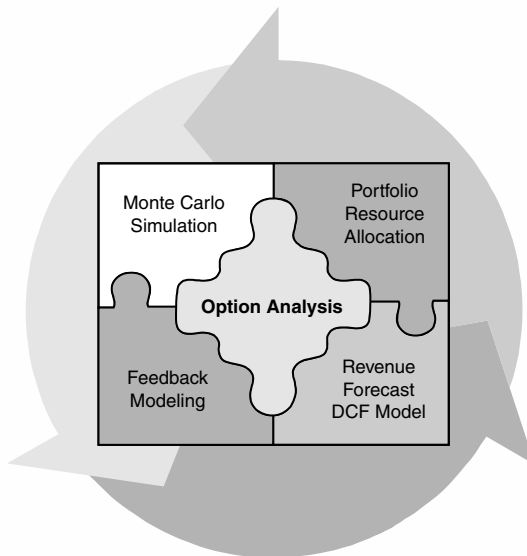 Monte Carlo
Simulation
Portfolio
Resource
Allocation
Option Analysis
Feedback
Modeling
Revenue
Forecast
DCF Model